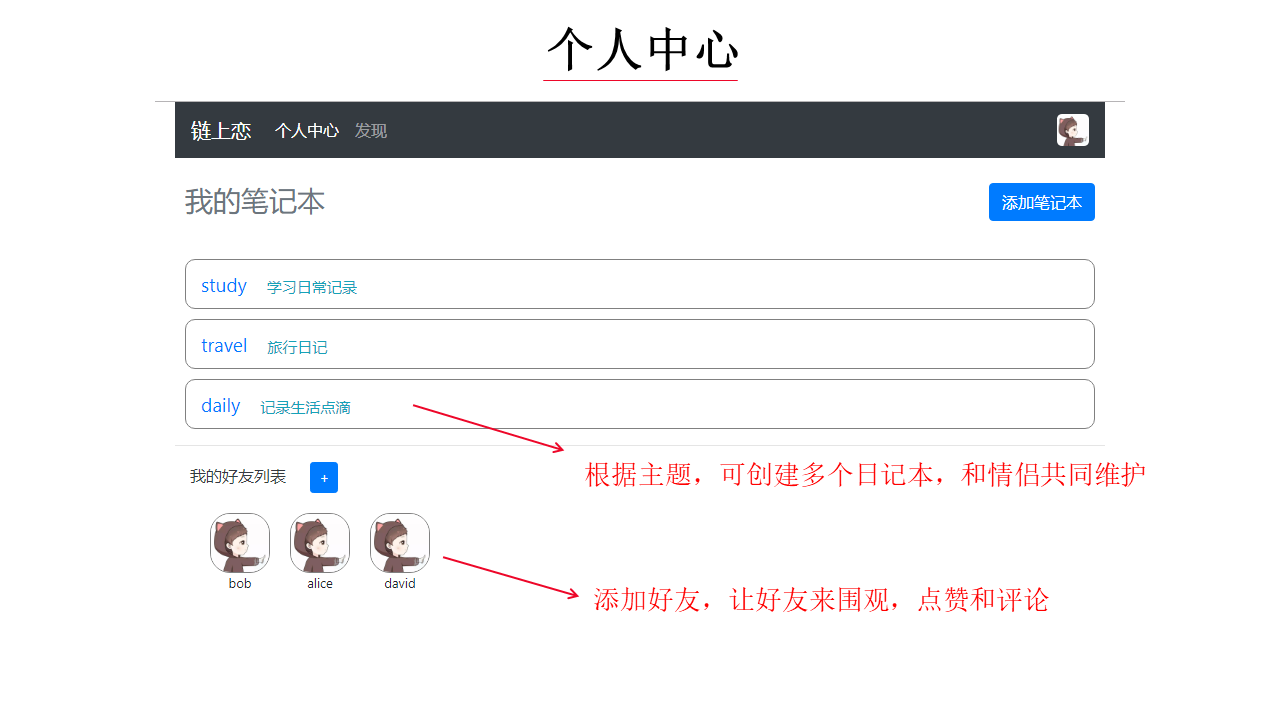 个人中心
链上恋 个人中心 发现
我的笔记本 添加笔记本
study 学习日常记录
travel 旅行日记
daily 记录生活点滴
根据主题，可创建多个日记本，和情侣共同维护
我的好友列表 +
bob alice david
添加好友，让好友来围观，点赞和评论